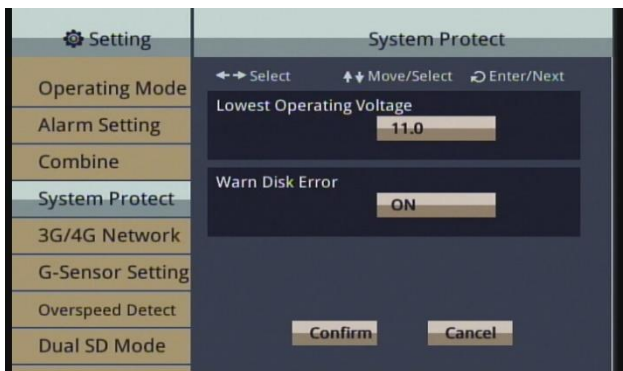 Setting
System Protect
Operating Mode
Alarm Setting
Combine
System Protect
3G/4G Network
G-Sensor Setting
Overspeed Detect
Dual SD Mode
Select Move/Select Enter/Next
Lowest Operating Voltage
11.0
Warn Disk Error
ON
Confirm Cancel